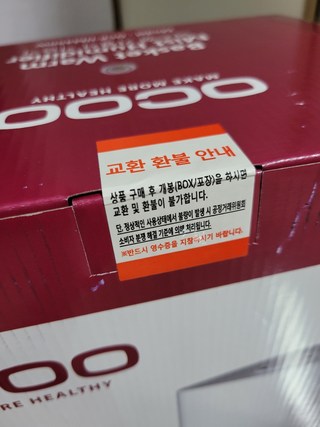 Basket Warm
OCOO
MAKE MORE HEALTHY
교환 환불 안내
상품 구매 후 개봉(BOX/포장)을 하시면
교환 및 환불이 불가합니다.
단, 정상적인 사용상태에서 불량이 발생 시 공정거래위원회
소비자 분쟁 해결 기준에 의해 처리됩니다.
※반드시 영수증을 지참하시기 바랍니다.
OO
RE HEALTHY